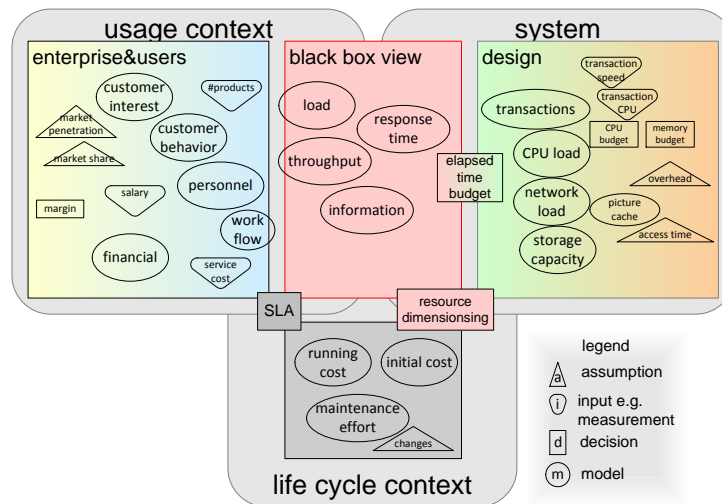 usage context
system
enterprise&users
black box view
design
customer
interest
#products
market
penetration
customer
behavior
market share
personnel
salary
margin
work
flow
financial
service
cost
load
response
time
throughput
information
elapsed
time
budget
transaction
speed
transaction
CPU
transactions
CPU
budget
memory
budget
CPU load
overhead
network
load
picture
cache
access time
storage
capacity
SLA
resource
dimensionsing
running
cost
initial cost
maintenance
effort
changes
life cycle context
legend
a
assumption
i
input e.g.
measurement
d
decision
m
model